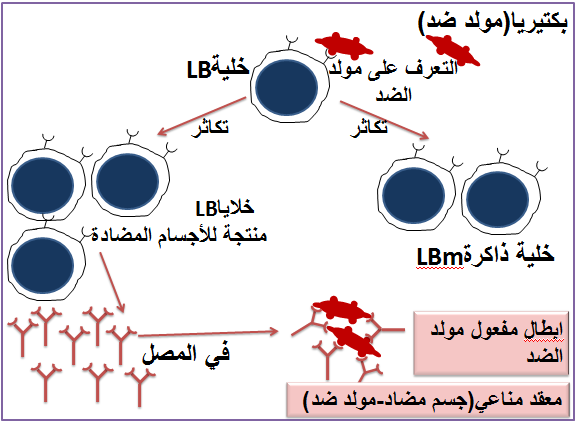 بكتيريا(مولد ضد)
خليةLB
التعرف على مولد
الضد
تكاثر
تكاثر
خلاياLB
منتجة للأجسام المضادة
خلية ذاكرةLBm
في المصل
ابطال مفعول مولد
الضد
معقد مناعي(جسم مضاد-مولد ضد)